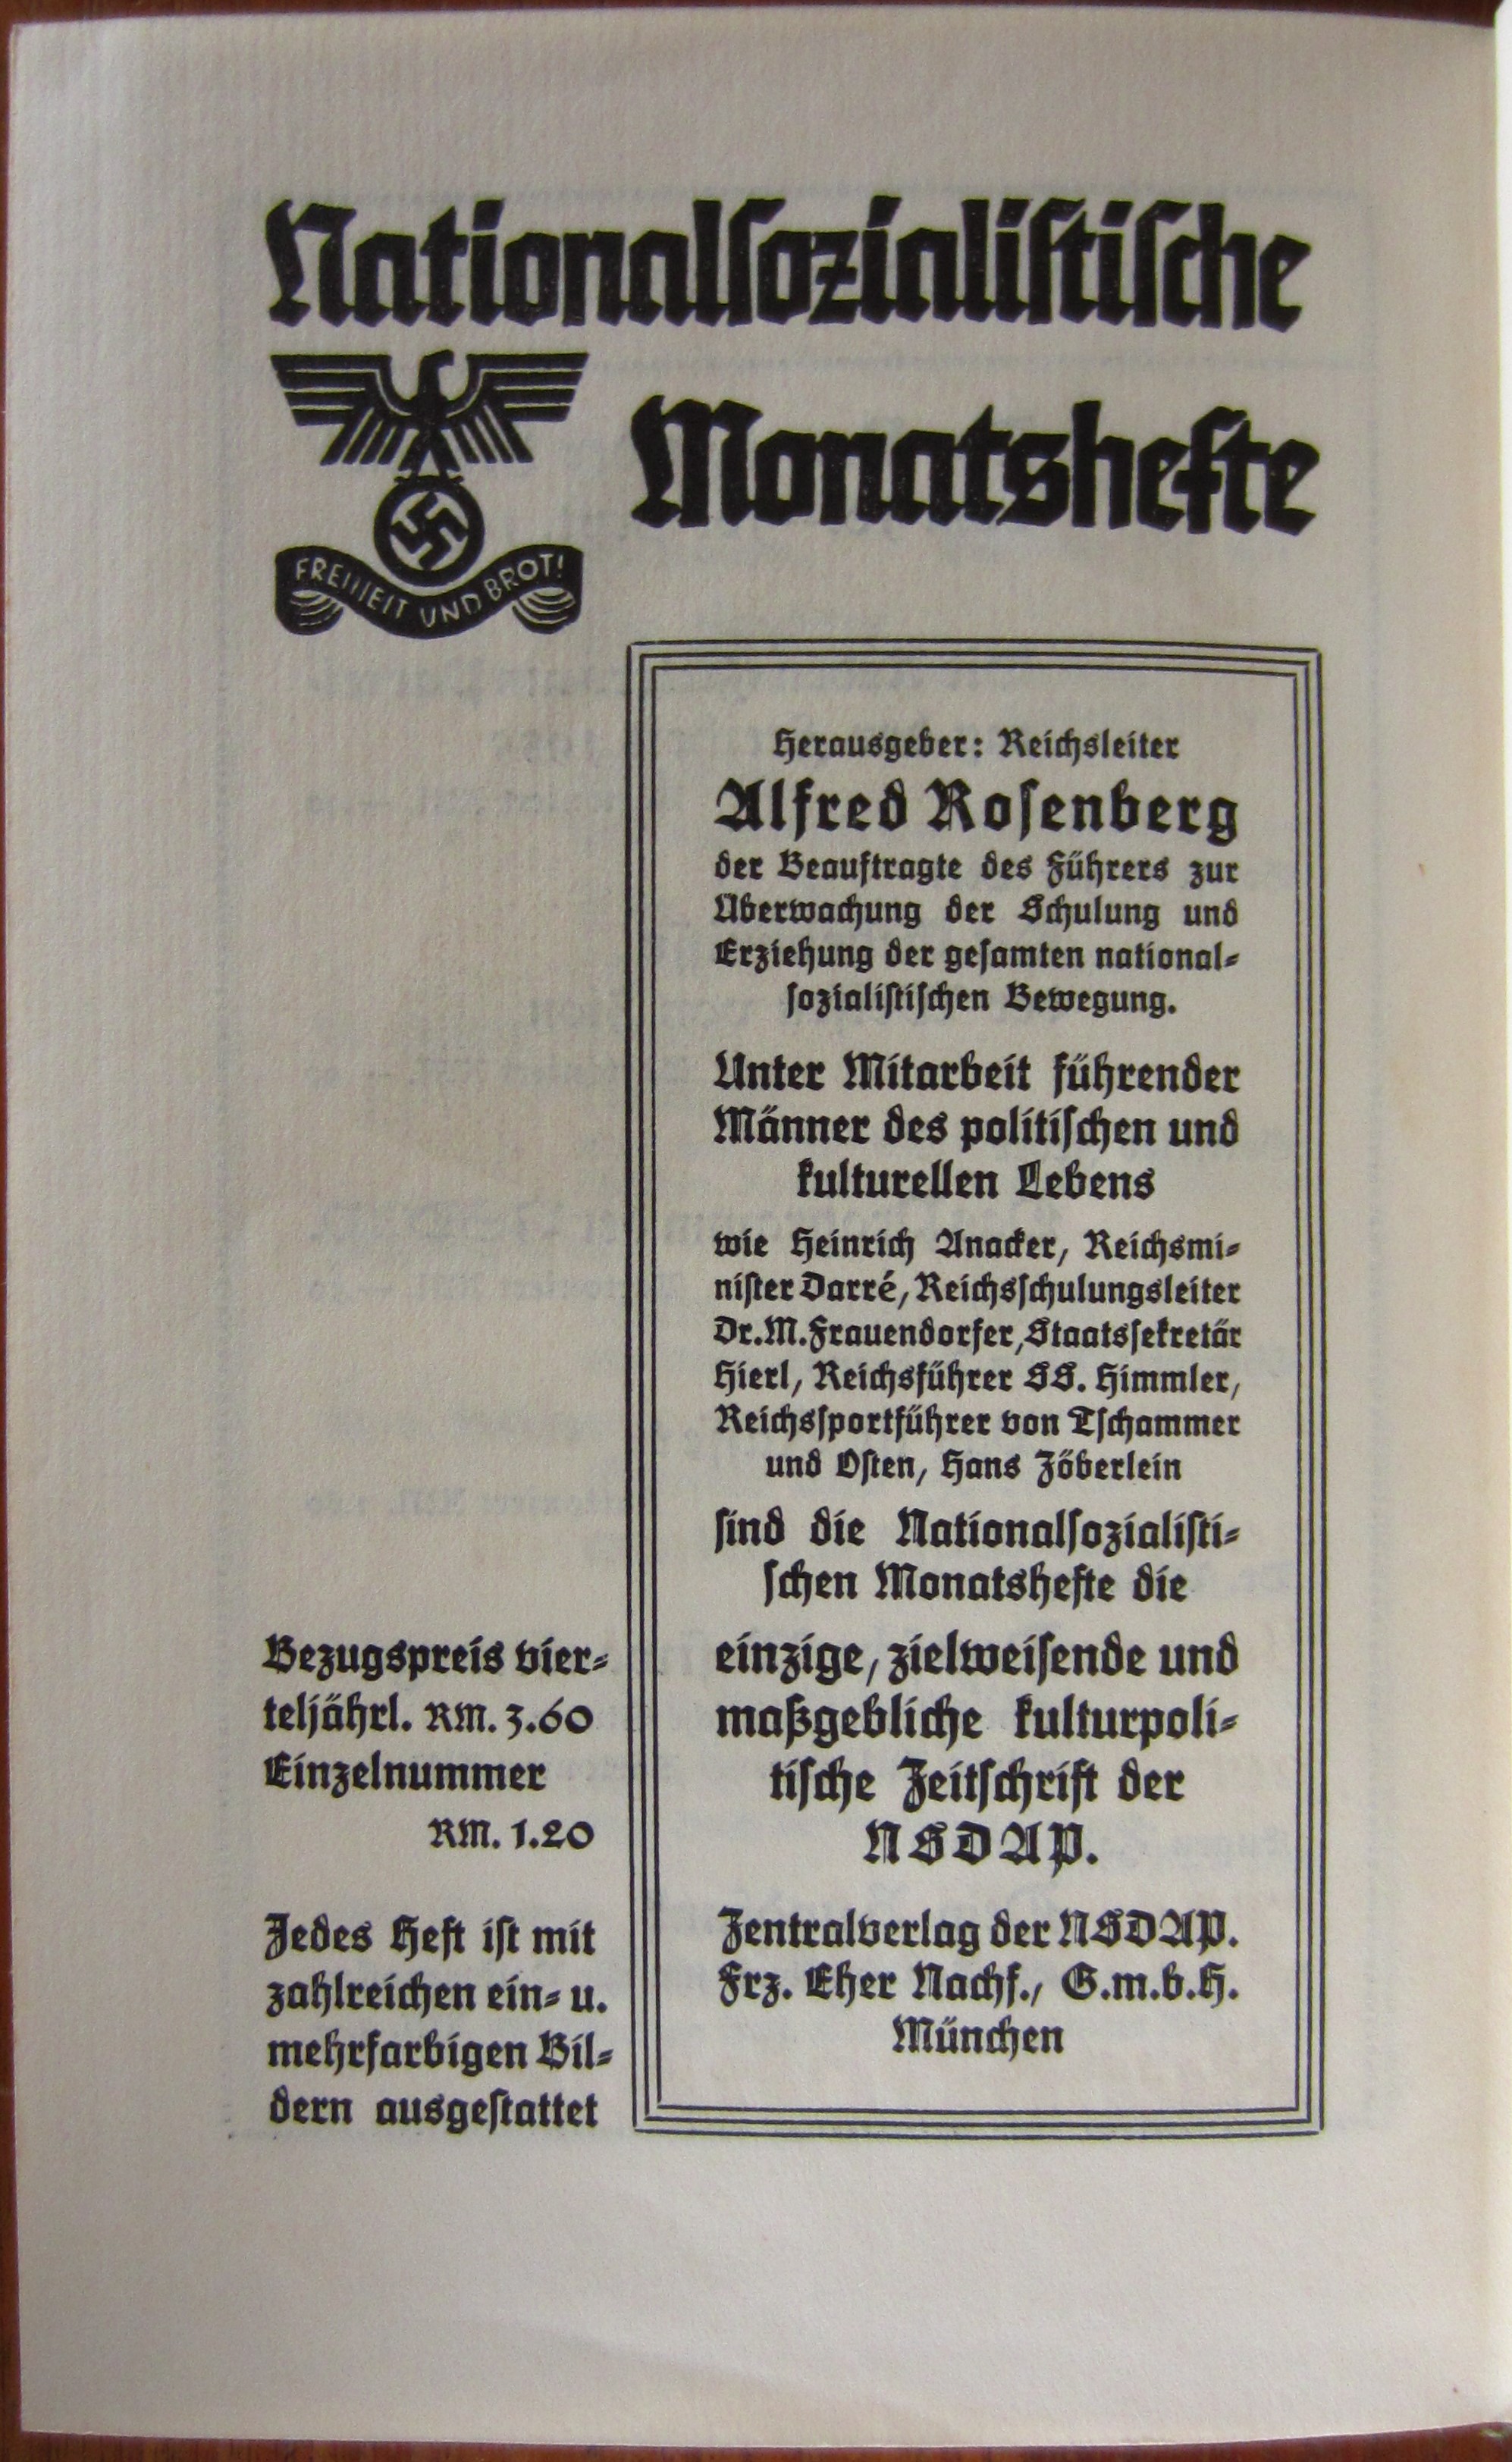 Nationalsozialistische
Monatshefte
FREIHEIT UND BROT!
Herausgeber: Reichsleiter
Alfred Rosenberg
der Beauftragte des Führers zur
Überwachung der Schulung und
Erziehung der gesamten national-
sozialistischen Bewegung.
Unter Mitarbeit führender
Männer des politischen und
kulturellen Lebens
wie Heinrich Anacker, Reichsmi-
nister Darré, Reichsschulungsleiter
Dr. M. Frauendorfer, Staatssekretär
Hierl, Reichsführer SS. Himmler,
Reichssportführer von Tschammer
und Osten, Hans Zöberlein
sind die Nationalsozialisti-
schen Monatshefte die
einzige, zielweisende und
maßgebliche kulturpoli-
tische Zeitschrift der
NSDAP.
Zentralverlag der NSDAP.
Frz. Eher Nachf., G.m.b.H.
München
Bezugspreis vier-
teljährl. RM. 3.60
Einzelnummer
RM. 1.20
Jedes Heft ist mit
zahlreichen ein- u.
mehrfarbigen Bil-
dern ausgestattet